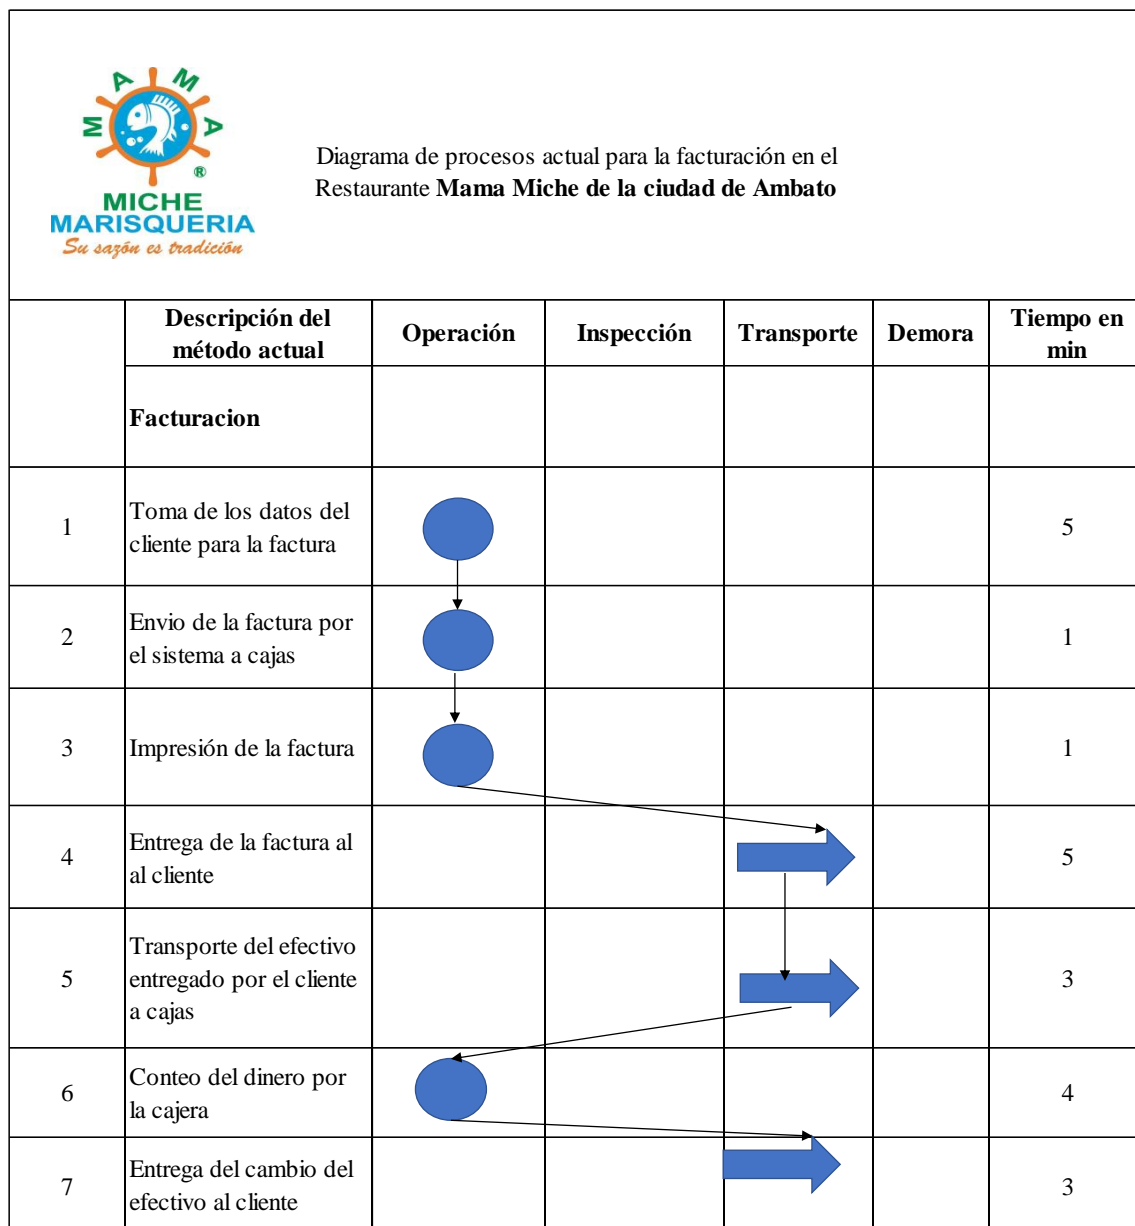 MAMA
®
MICHE
MARISQUERIA
Su sazón es tradición
Diagrama de procesos actual para la facturación en el
Restaurante Mama Miche de la ciudad de Ambato
Descripción del
método actual
Operación
Inspección
Transporte
Demora
Tiempo en
min
Facturacion
1
Toma de los datos del
cliente para la factura
5
2
Envio de la factura por
el sistema a cajas
1
3
Impresión de la factura
1
4
Entrega de la factura al
al cliente
5
5
Transporte del efectivo
entregado por el cliente
a cajas
3
6
Conteo del dinero por
la cajera
4
7
Entrega del cambio del
efectivo al cliente
3